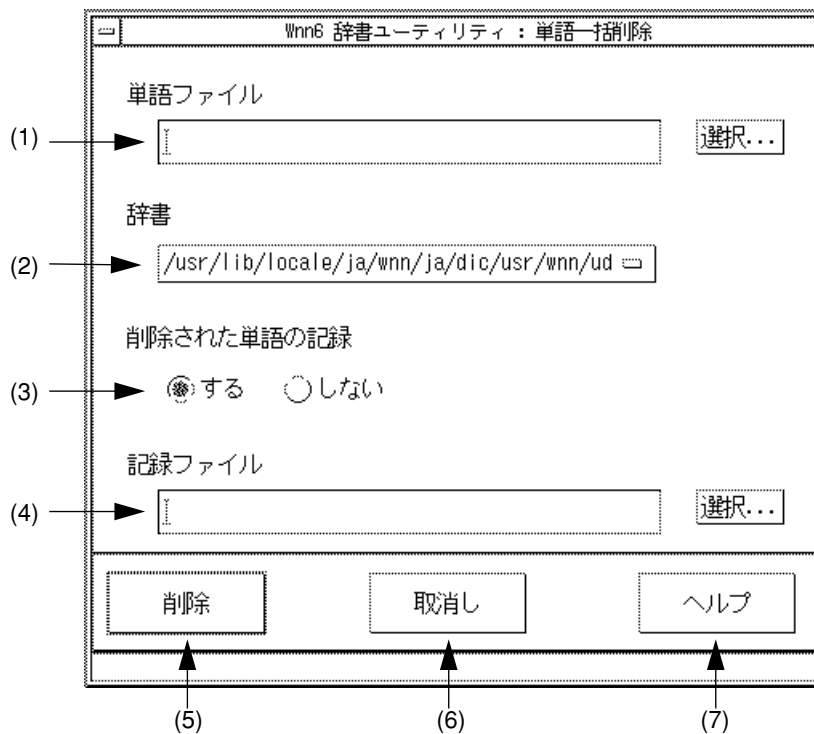 Wnn6 辞書ユーティリティ : 単語一括削除
単語ファイル
(1)
選択...
辞書
(2)
/usr/lib/locale/ja/wnn/ja/dic/usr/wnn/ud
削除された単語の記録
(3)
する しない
記録ファイル
(4)
選択...
削除 取消し ヘルプ
(5) (6) (7)